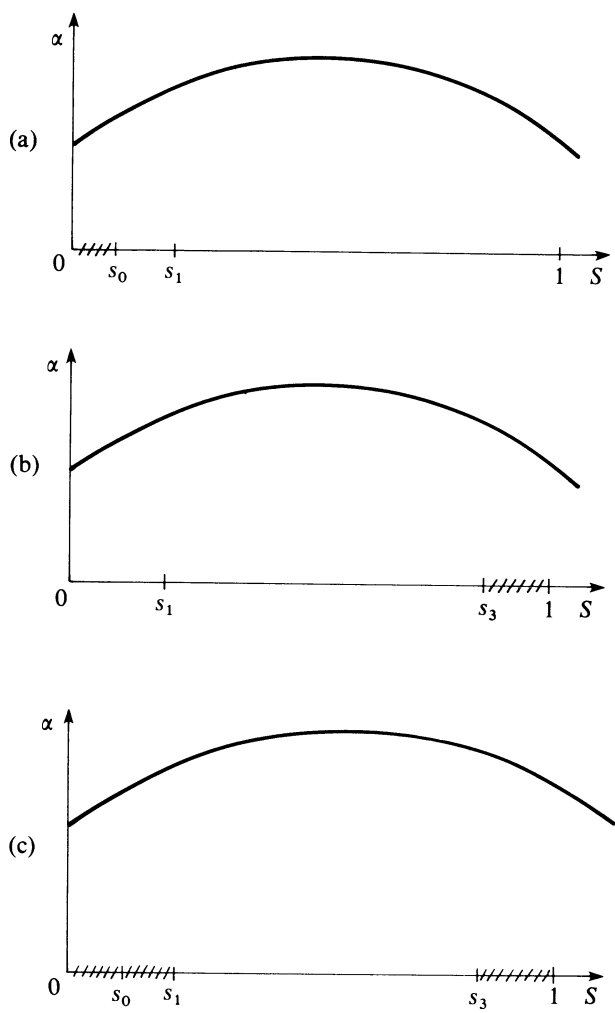 α
(a)
0 s₀ s₁ 1 S
α
(b)
0 s₁ s₃ 1 S
α
(c)
0 s₀ s₁ s₃ 1 S